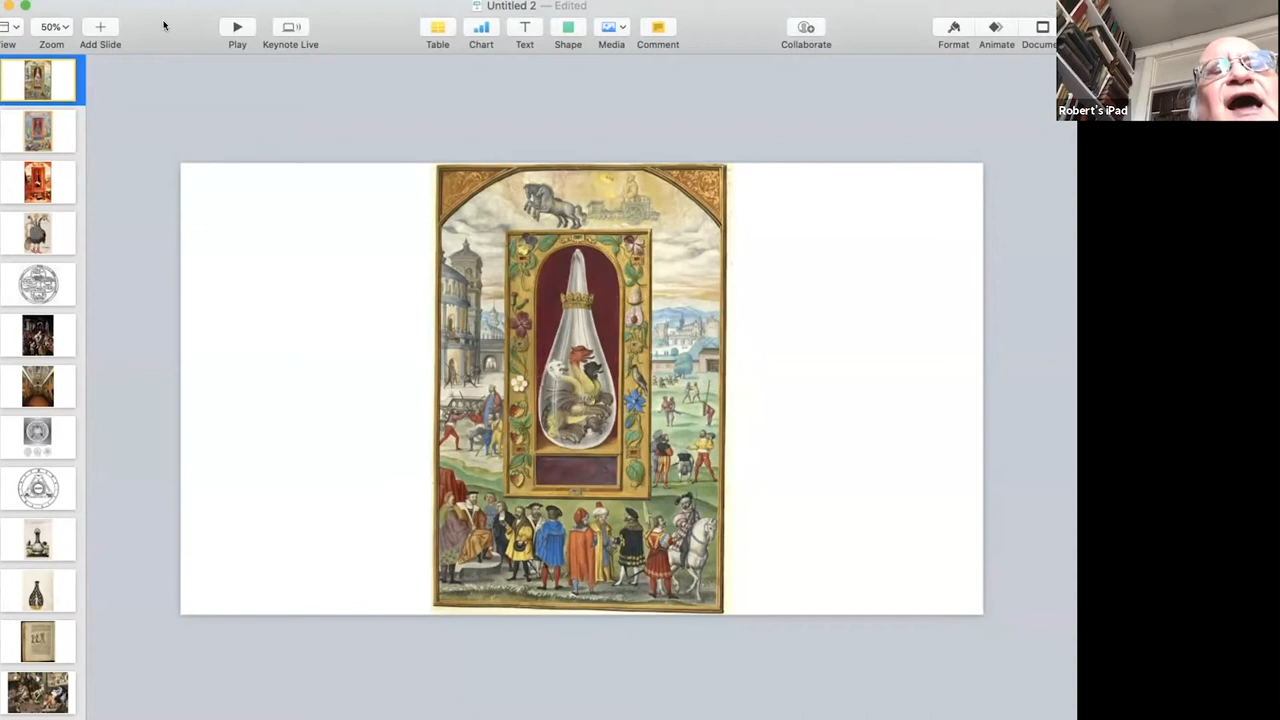 Untitled 2 — Edited
50%
View
Zoom
Add Slide
Play
Keynote Live
Table
Chart
Text
Shape
Media
Comment
Collaborate
Format
Animate
Docume
Robert's iPad